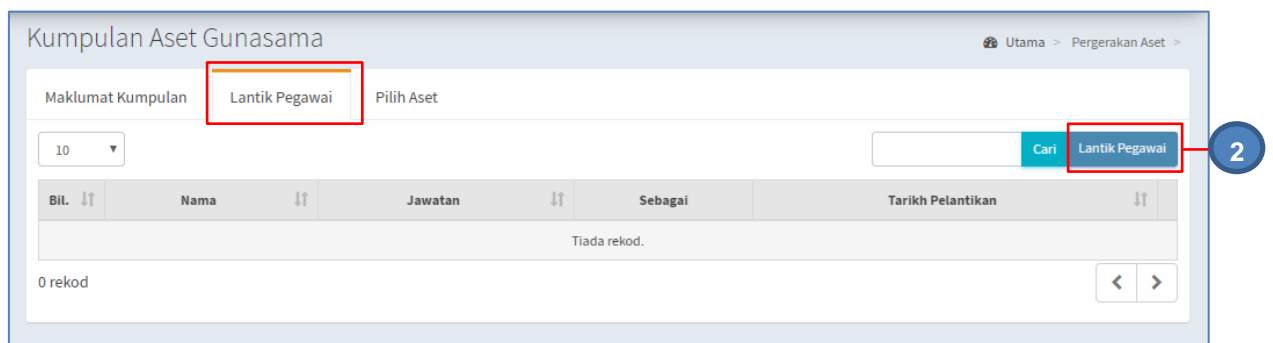 Kumpulan Aset Gunasama
Utama > Pergerakan Aset >
Maklumat Kumpulan Lantik Pegawai Pilih Aset
10 Cari Lantik Pegawai 2
Bil. Nama Jawatan Sebagai Tarikh Pelantikan
Tiada rekod.
0 rekod